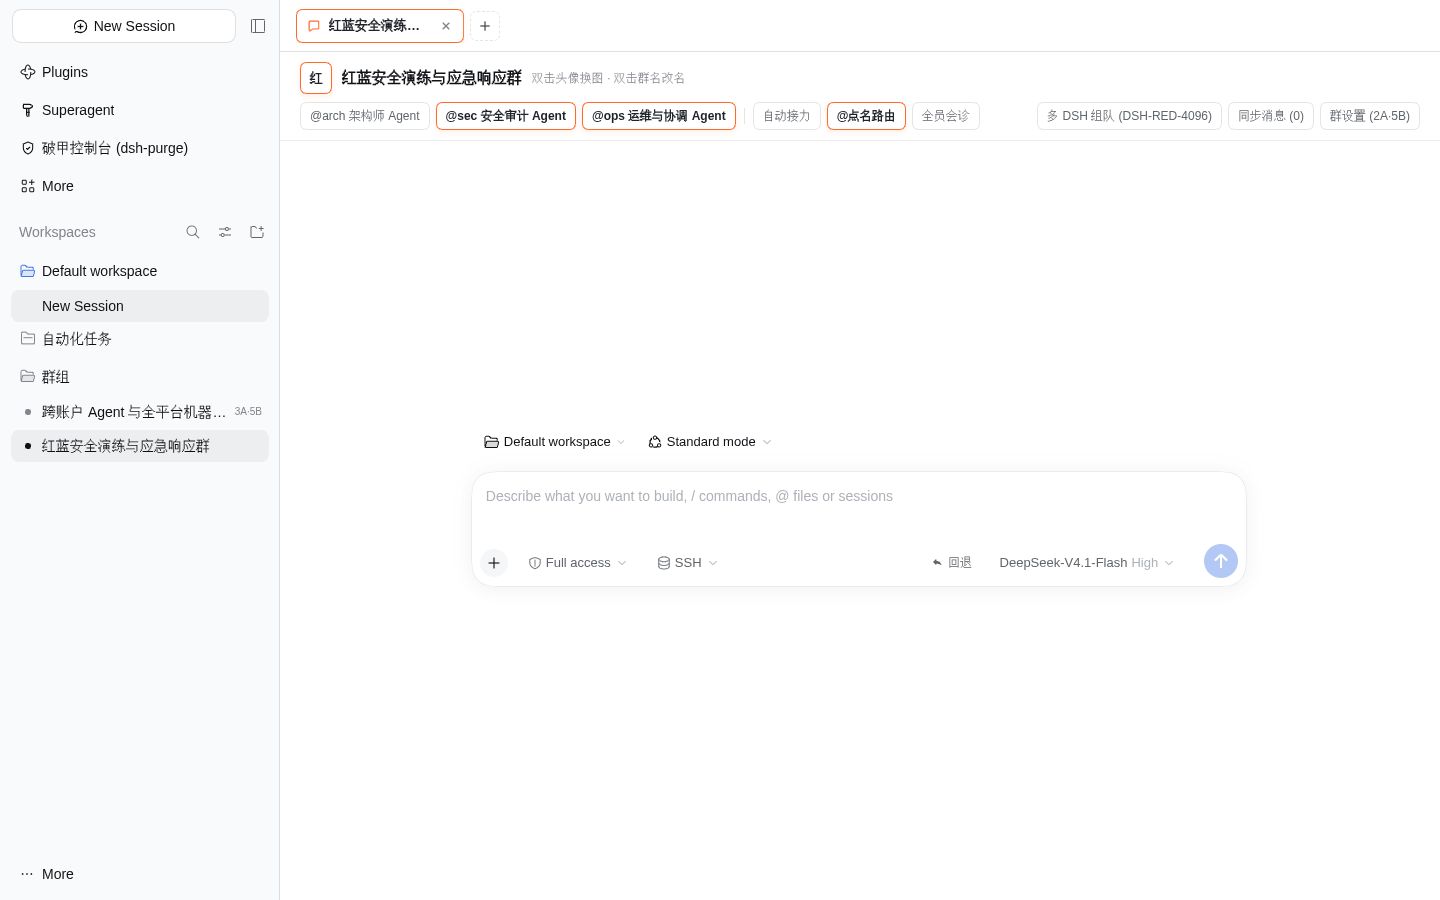 New Session
Plugins
Superagent
破甲控制台 (dsh-purge)
More
Workspaces
Default workspace
New Session
自动化任务
群组
跨账户 Agent 与全平台机器… 3A·5B
红蓝安全演练与应急响应群
More
红蓝安全演练…
红 红蓝安全演练与应急响应群 双击头像换图 · 双击群名改名
@arch 架构师 Agent @sec 安全审计 Agent @ops 运维与协调 Agent 自动接力 @点名路由 全员会诊 多 DSH 组队 (DSH-RED-4096) 同步消息 (0) 群设置 (2A·5B)
Default workspace Standard mode
Describe what you want to build, / commands, @ files or sessions
Full access SSH 回退 DeepSeek-V4.1-Flash High